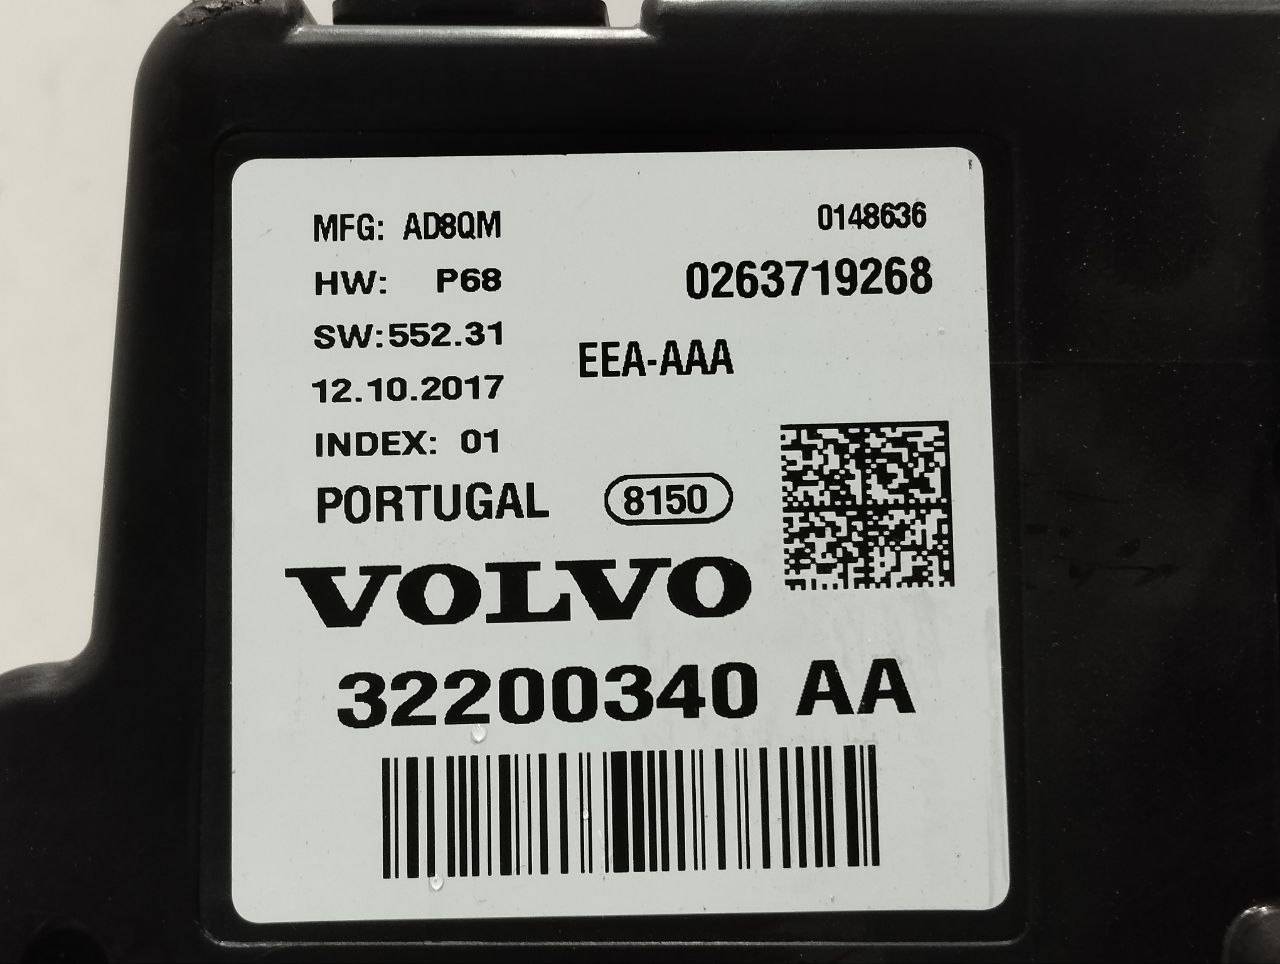 MFG: AD8QM
0148636
HW: P68
0263719268
SW:552.31
EEA-AAA
12.10.2017
INDEX: 01
PORTUGAL
8150
VOLVO
32200340 AA